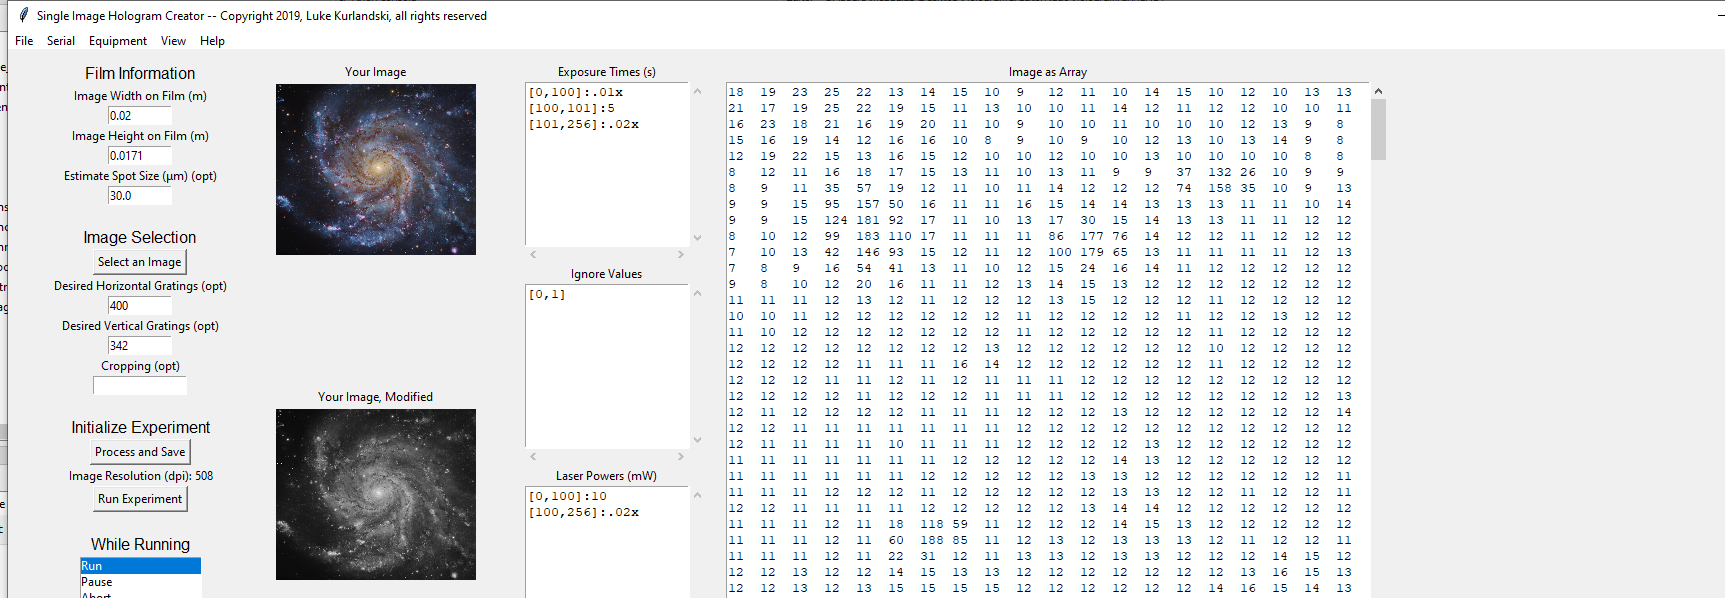 Single Image Hologram Creator -- Copyright 2019, Luke Kurlandski, all rights reserved
File Serial Equipment View Help
Film Information
Image Width on Film (m)
0.02
Image Height on Film (m)
0.0171
Estimate Spot Size (μm) (opt)
30.0
Image Selection
Select an Image
Desired Horizontal Gratings (opt)
400
Desired Vertical Gratings (opt)
342
Cropping (opt)
Initialize Experiment
Process and Save
Image Resolution (dpi): 508
Run Experiment
While Running
Run
Pause
Abort
Your Image
Your Image, Modified
Exposure Times (s)
[0,100]:.01x
[100,101]:5
[101,256]:.02x
Ignore Values
[0,1]
Laser Powers (mW)
[0,100]:10
[100,256]:.02x
Image as Array
18 19 23 25 22 13 14 15 10 9 12 11 10 14 15 10 12 10 13 13
21 17 19 25 22 19 15 11 13 10 10 11 14 12 11 12 12 10 10 11
16 23 18 21 16 19 20 11 10 9 10 10 11 10 10 10 12 13 9 8
15 16 19 14 12 16 16 10 8 9 10 9 10 12 13 10 13 14 9 8
12 19 22 15 13 16 15 12 10 10 12 10 10 13 10 10 10 10 8 8
8 12 11 16 18 17 15 13 11 10 13 11 9 9 37 132 26 10 9 9
8 9 11 35 57 19 12 11 10 11 14 12 12 12 74 158 35 10 9 13
9 9 15 95 157 50 16 11 11 16 15 14 14 13 13 13 11 11 10 14
9 9 15 124 181 92 17 11 10 13 17 30 15 14 13 13 11 11 12 12
8 10 12 99 183 110 17 11 11 11 86 177 76 14 12 12 11 12 12 12
7 10 13 42 146 93 15 12 11 12 100 179 65 13 11 11 11 11 12 13
7 8 9 16 54 41 13 11 10 12 15 24 16 14 11 12 12 12 12 12
9 8 10 12 20 16 11 11 12 13 14 15 13 12 12 12 12 12 12 12
11 11 11 12 13 12 11 12 12 12 13 15 12 12 12 11 12 12 12 12
10 10 11 12 12 12 12 12 12 11 12 12 12 12 11 12 12 13 12 12
11 10 12 12 12 12 12 12 11 12 12 12 12 12 11 12 12 12 12 12
12 12 12 12 12 12 12 12 13 12 12 12 12 12 12 10 12 12 12 12
12 12 12 12 11 11 11 16 14 12 12 12 12 12 12 11 12 12 12 12
12 12 12 11 11 12 11 12 11 11 11 12 12 12 12 12 12 12 12 12
12 12 12 11 11 12 12 12 11 11 11 12 12 12 12 12 12 12 12 13
12 11 12 12 12 12 11 11 11 12 12 12 13 12 12 12 12 12 12 14
12 12 12 11 11 11 11 11 11 12 12 12 12 12 12 12 12 12 12 12
12 11 11 11 11 10 11 11 11 12 12 12 12 13 12 12 12 12 12 12
11 11 11 11 11 11 11 12 12 12 12 12 14 13 12 12 12 12 12 12
11 11 11 11 11 11 12 12 12 12 12 13 13 12 12 12 12 12 12 11
11 11 11 12 12 12 11 12 12 12 12 12 13 13 12 12 11 12 12 11
12 12 11 11 11 11 12 12 12 12 12 13 14 14 12 12 12 12 12 12
11 11 11 12 11 18 118 59 11 12 12 12 14 15 13 12 12 12 12 12
11 11 11 12 11 60 188 85 11 12 13 12 13 13 13 12 11 12 12 11
11 11 11 12 11 22 31 12 11 13 13 12 13 13 12 12 12 14 15 12
12 12 13 12 12 14 15 13 13 12 12 12 12 12 12 12 13 16 15 13
12 12 13 12 13 15 15 15 15 12 12 12 12 12 12 14 16 15 14 13